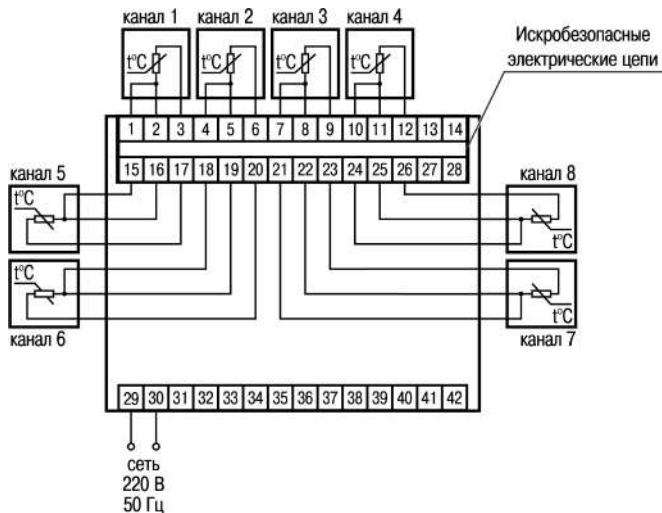 канал 1 канал 2 канал 3 канал 4
t°C t°C t°C t°C
Искробезопасные
электрические цепи
1 2 3 4 5 6 7 8 9 10 11 12 13 14
15 16 17 18 19 20 21 22 23 24 25 26 27 28
канал 5
t°C
канал 8
t°C
t°C
канал 6
t°C
канал 7
29 30 31 32 33 34 35 36 37 38 39 40 41 42
сеть
220 В
50 Гц